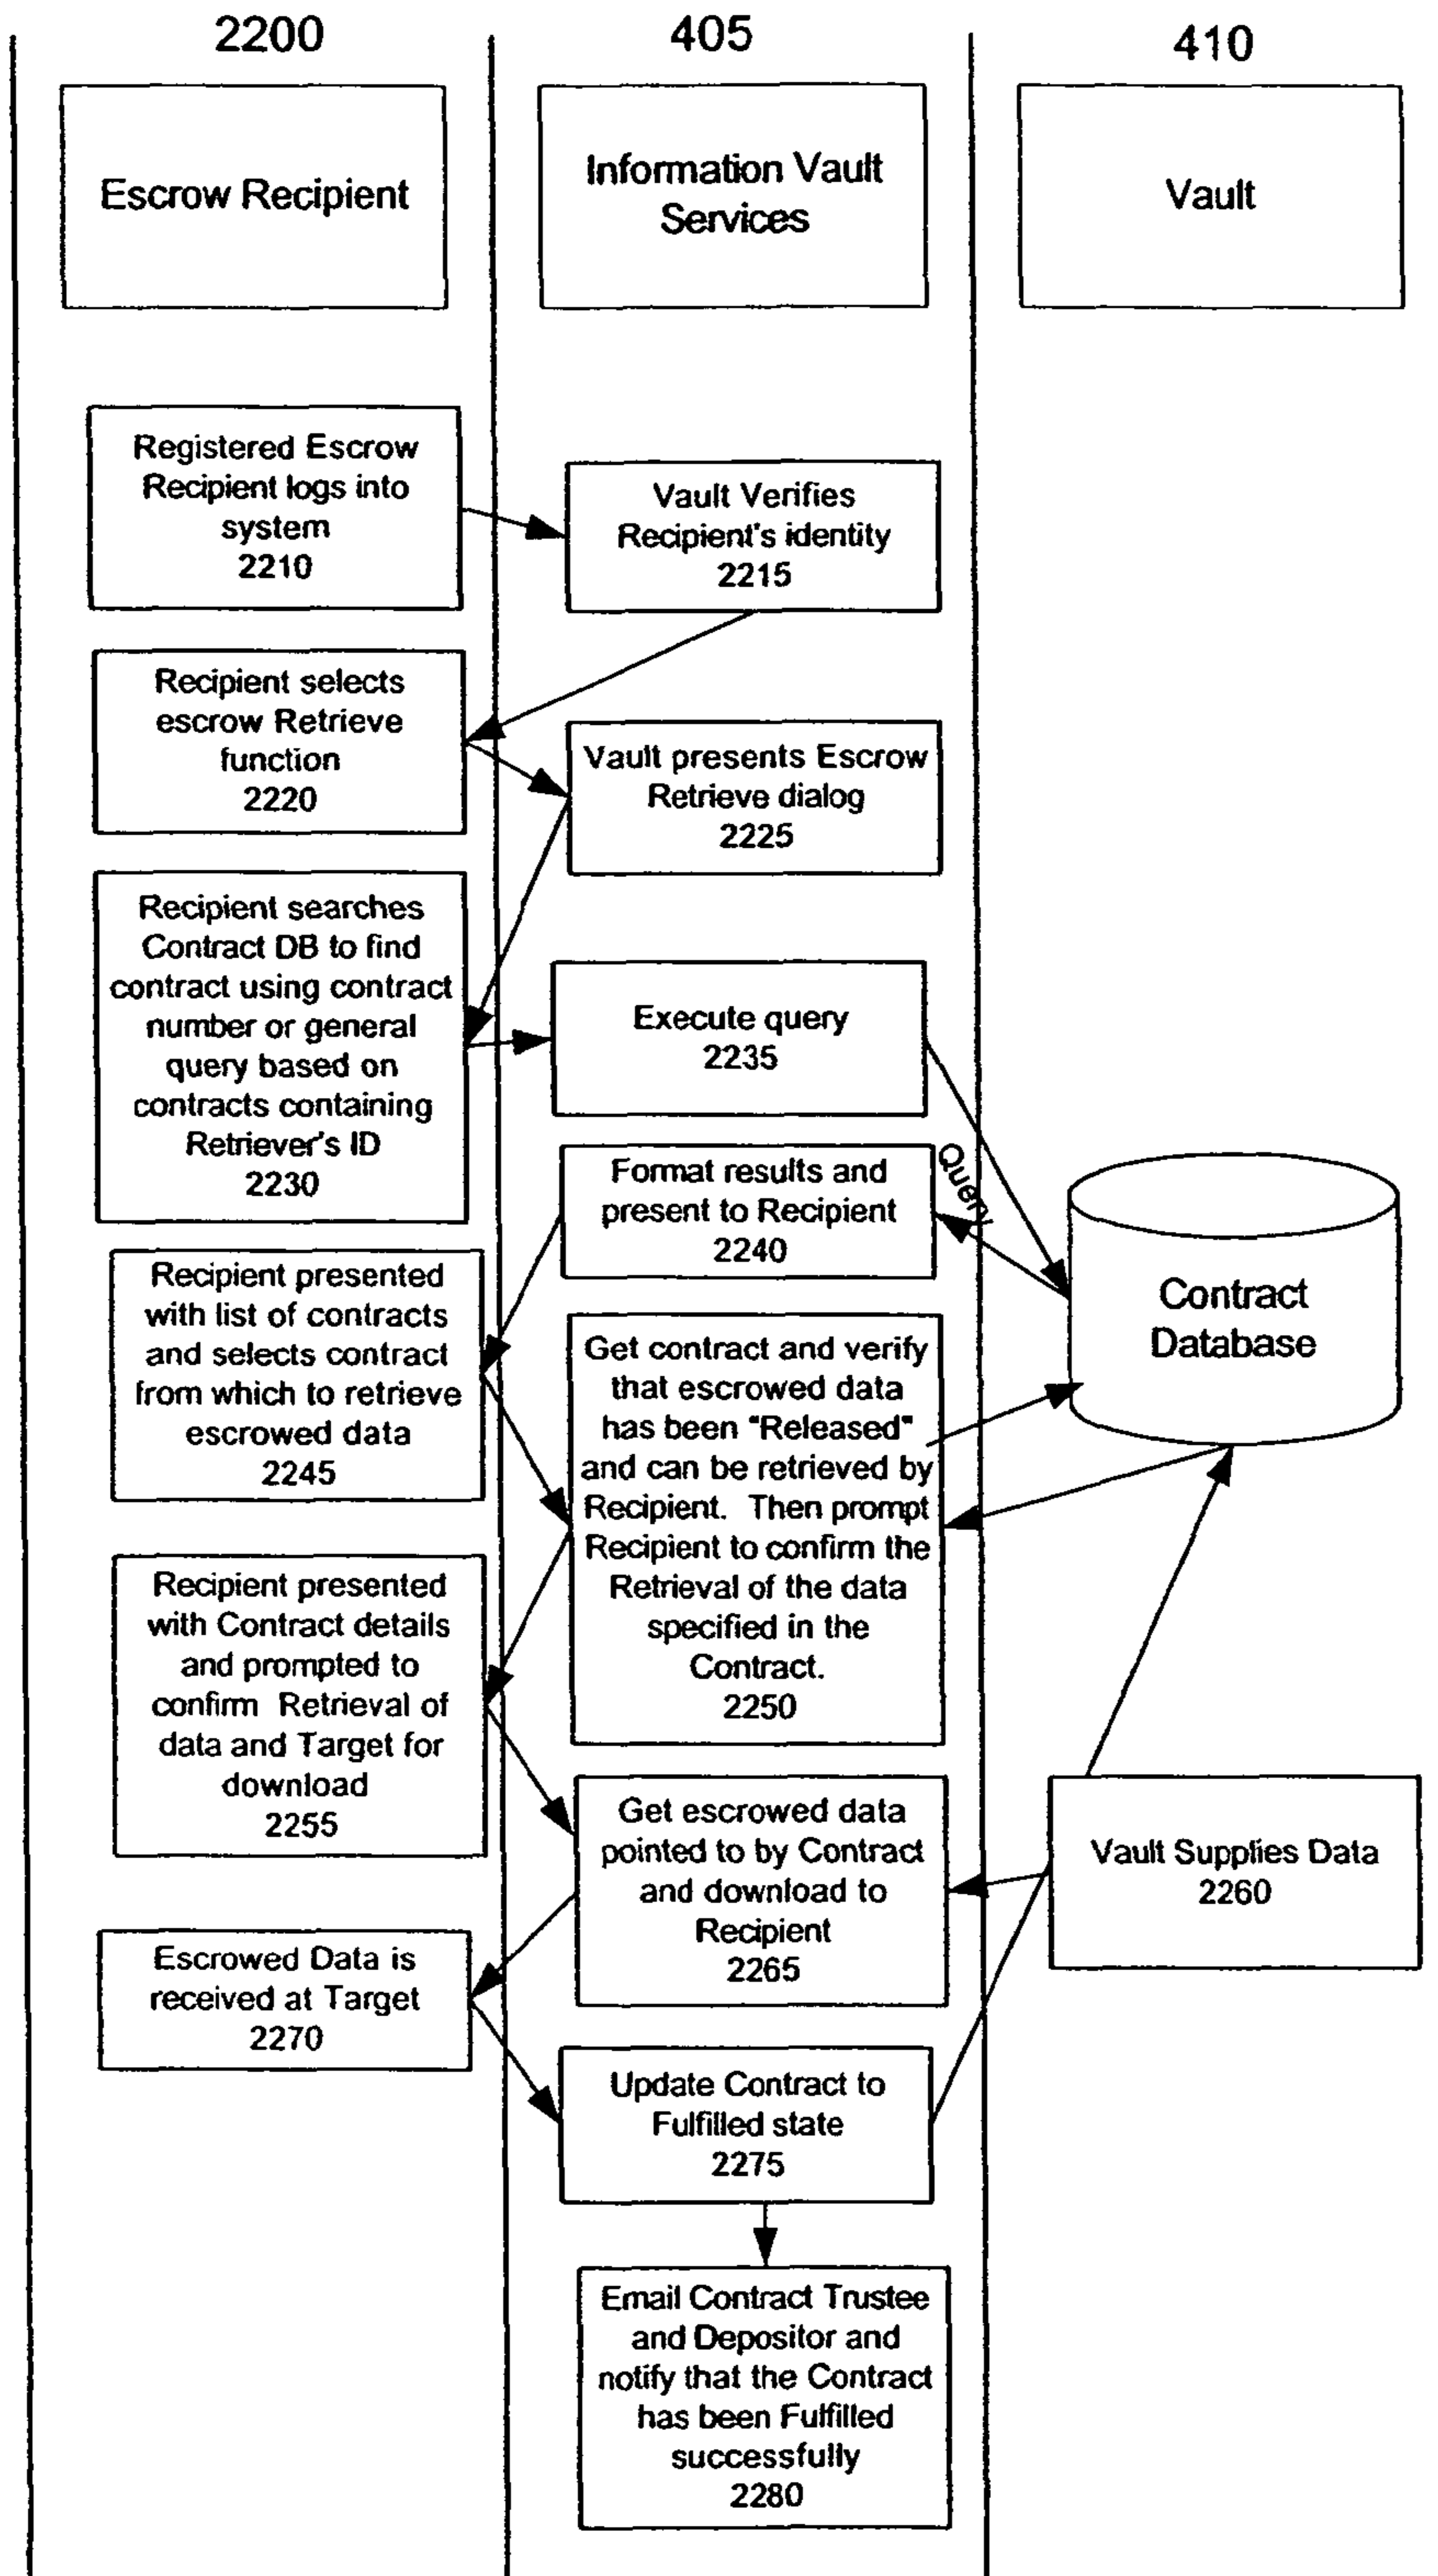 2200
405
410
Escrow Recipient
Information Vault
Services
Vault
Registered Escrow
Recipient logs into
system
2210
Vault Verifies
Recipient's identity
2215
Recipient selects
escrow Retrieve
function
2220
Vault presents Escrow
Retrieve dialog
2225
Recipient searches
Contract DB to find
contract using contract
number or general
query based on
contracts containing
Retriever's ID
2230
Execute query
2235
Query
Format results and
present to Recipient
2240
Contract
Database
Recipient presented
with list of contracts
and selects contract
from which to retrieve
escrowed data
2245
Get contract and verify
that escrowed data
has been "Released"
and can be retrieved by
Recipient. Then prompt
Recipient to confirm the
Retrieval of the data
specified in the
Contract.
2250
Recipient presented
with Contract details
and prompted to
confirm Retrieval of
data and Target for
download
2255
Vault Supplies Data
2260
Get escrowed data
pointed to by Contract
and download to
Recipient
2265
Escrowed Data is
received at Target
2270
Update Contract to
Fulfilled state
2275
Email Contract Trustee
and Depositor and
notify that the Contract
has been Fulfilled
successfully
2280